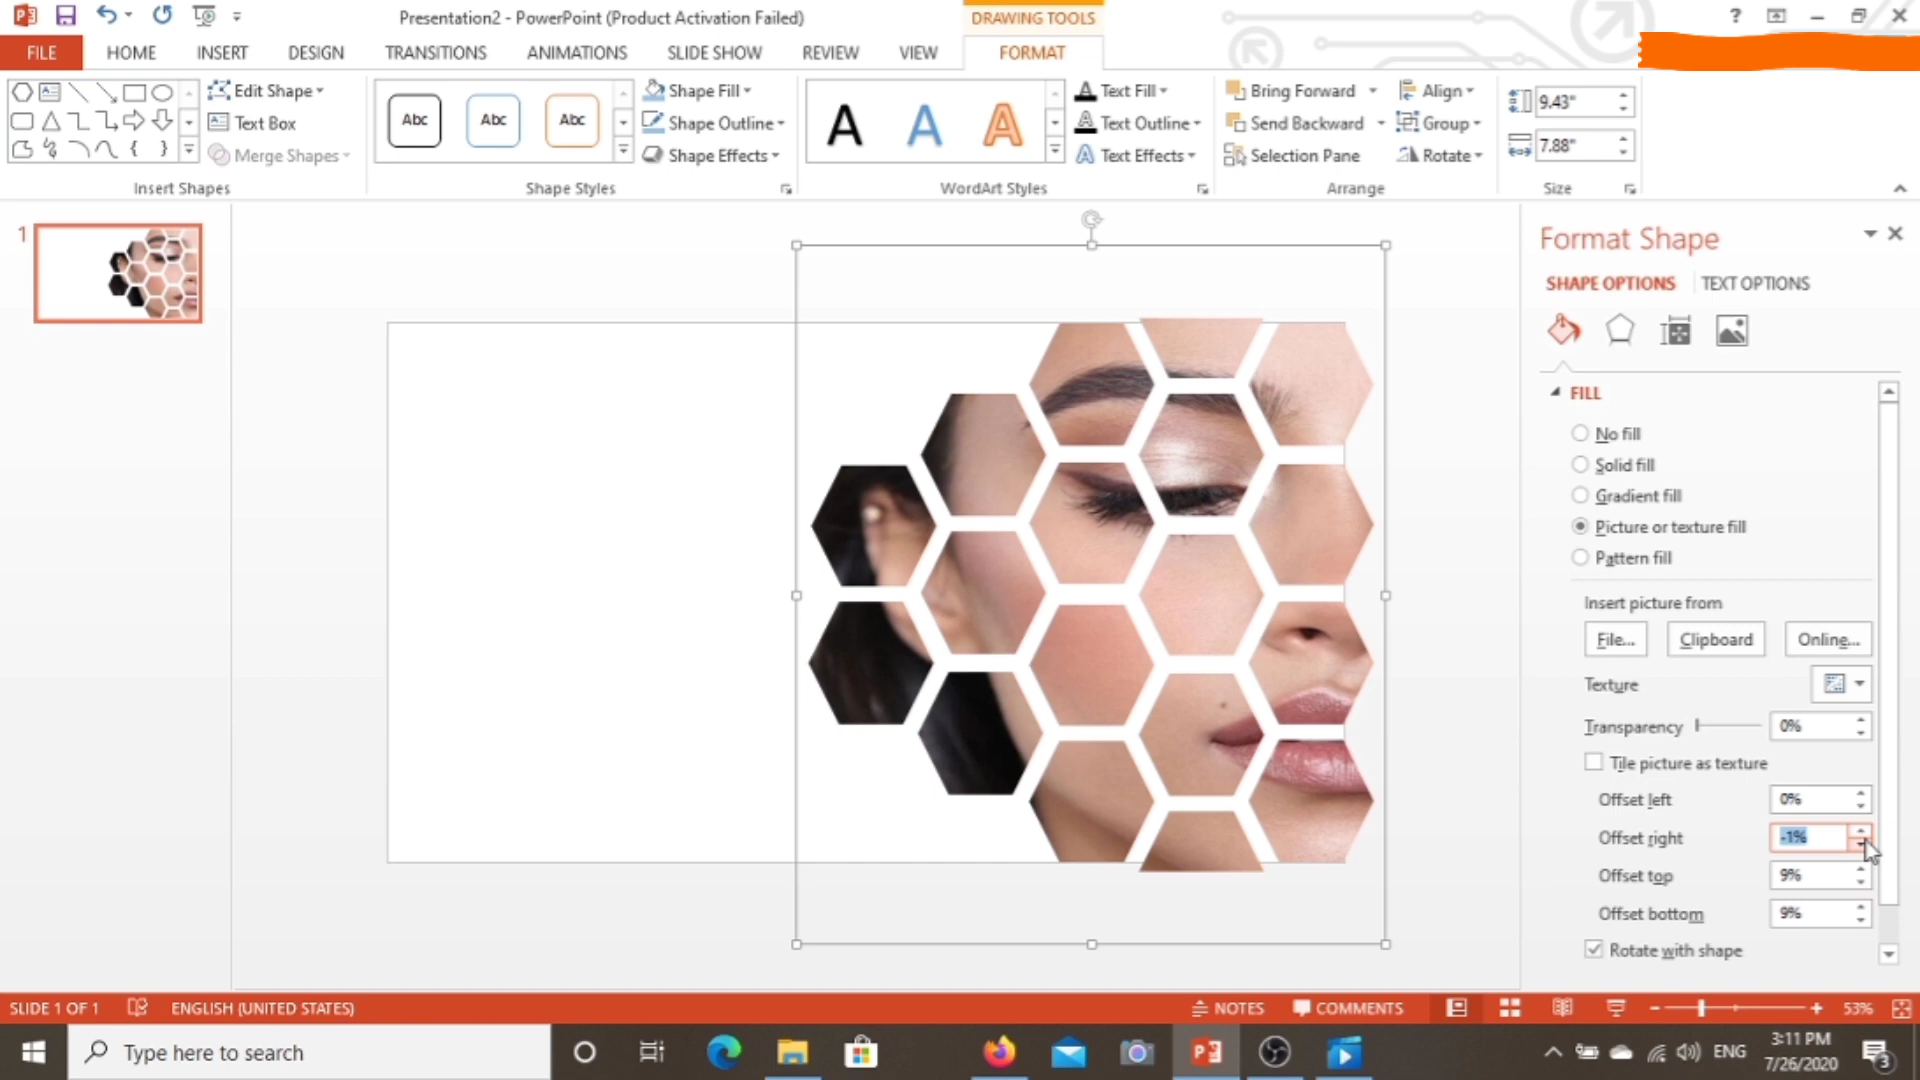 Presentation2 - PowerPoint (Product Activation Failed)
DRAWING TOOLS
?
FILE
HOME
INSERT
DESIGN
TRANSITIONS
ANIMATIONS
SLIDE SHOW
REVIEW
VIEW
FORMAT
Edit Shape
Text Box
Merge Shapes
Insert Shapes
Abc
Abc
Abc
Shape Fill
Shape Outline
Shape Effects
Shape Styles
A
A
A
Text Fill
Text Outline
Text Effects
WordArt Styles
Bring Forward
Send Backward
Selection Pane
Align
Group
Rotate
Arrange
9.43"
7.88"
Size
1
Format Shape
SHAPE OPTIONS
TEXT OPTIONS
FILL
No fill
Solid fill
Gradient fill
Picture or texture fill
Pattern fill
Insert picture from
File...
Clipboard
Online...
Texture
Transparency
0%
Tile picture as texture
Offset left
0%
Offset right
-1%
Offset top
9%
Offset bottom
9%
Rotate with shape
SLIDE 1 OF 1
ENGLISH (UNITED STATES)
NOTES
COMMENTS
53%
Type here to search
ENG
3:11 PM
7/26/2020
3